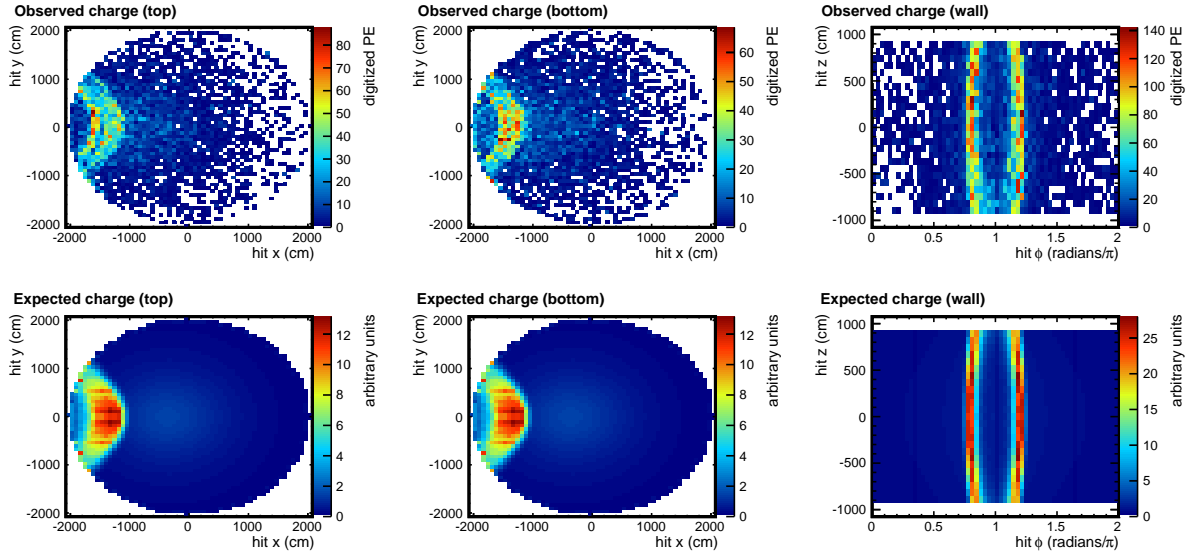 Observed charge (top)
hit y (cm)
2000
1000
0
-1000
-2000
-2000 -1000 0 1000 2000
hit x (cm)
80
70
60
50
40
30
20
10
0
digitized PE
Observed charge (bottom)
hit y (cm)
2000
1000
0
-1000
-2000
-2000 -1000 0 1000 2000
hit x (cm)
60
50
40
30
20
10
0
digitized PE
Observed charge (wall)
hit z (cm)
1000
500
0
-500
-1000
0 0.5 1 1.5 2
hit ϕ (radians/π)
140
120
100
80
60
40
20
0
digitized PE
Expected charge (top)
hit y (cm)
2000
1000
0
-1000
-2000
-2000 -1000 0 1000 2000
hit x (cm)
12
10
8
6
4
2
0
arbitrary units
Expected charge (bottom)
hit y (cm)
2000
1000
0
-1000
-2000
-2000 -1000 0 1000 2000
hit x (cm)
12
10
8
6
4
2
0
arbitrary units
Expected charge (wall)
hit z (cm)
1000
500
0
-500
-1000
0 0.5 1 1.5 2
hit ϕ (radians/π)
25
20
15
10
5
0
arbitrary units